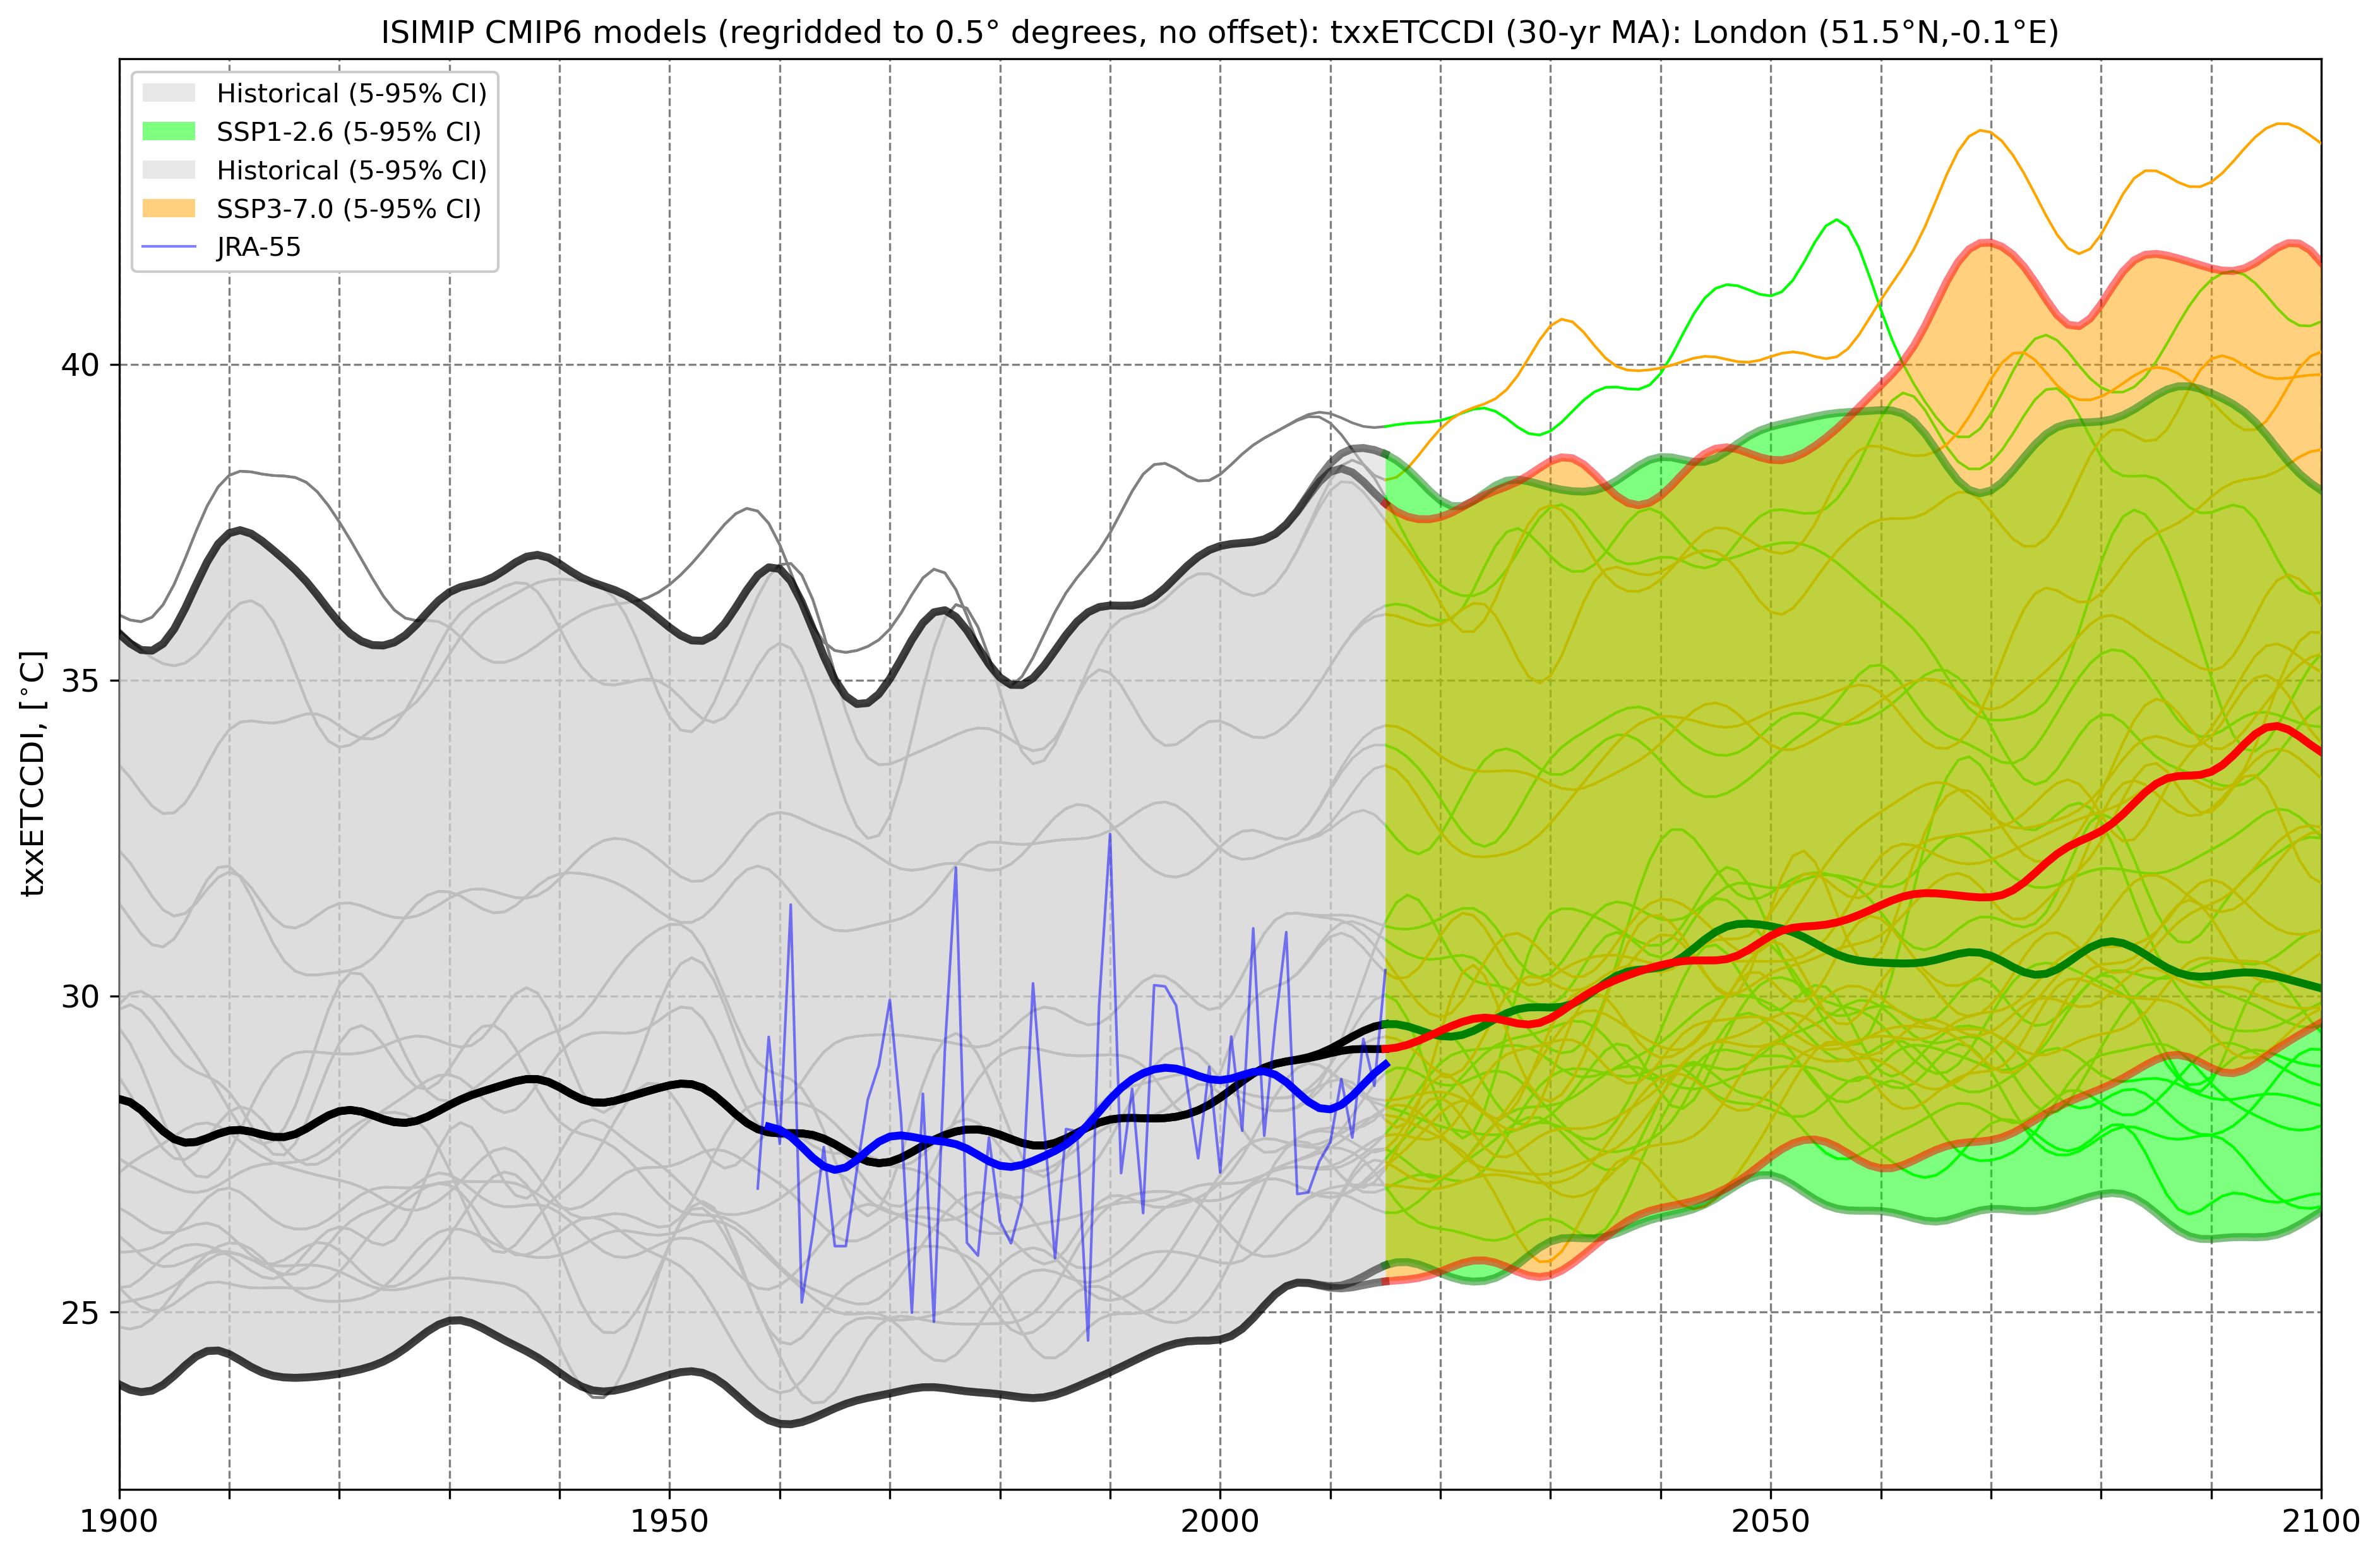 ISIMIP CMIP6 models (regridded to 0.5° degrees, no offset): txxETCCDI (30-yr MA): London (51.5°N,-0.1°E)
Historical (5-95% CI)
SSP1-2.6 (5-95% CI)
Historical (5-95% CI)
SSP3-7.0 (5-95% CI)
JRA-55
txxETCCDI, [°C]
40
35
30
25
1900
1950
2000
2050
2100